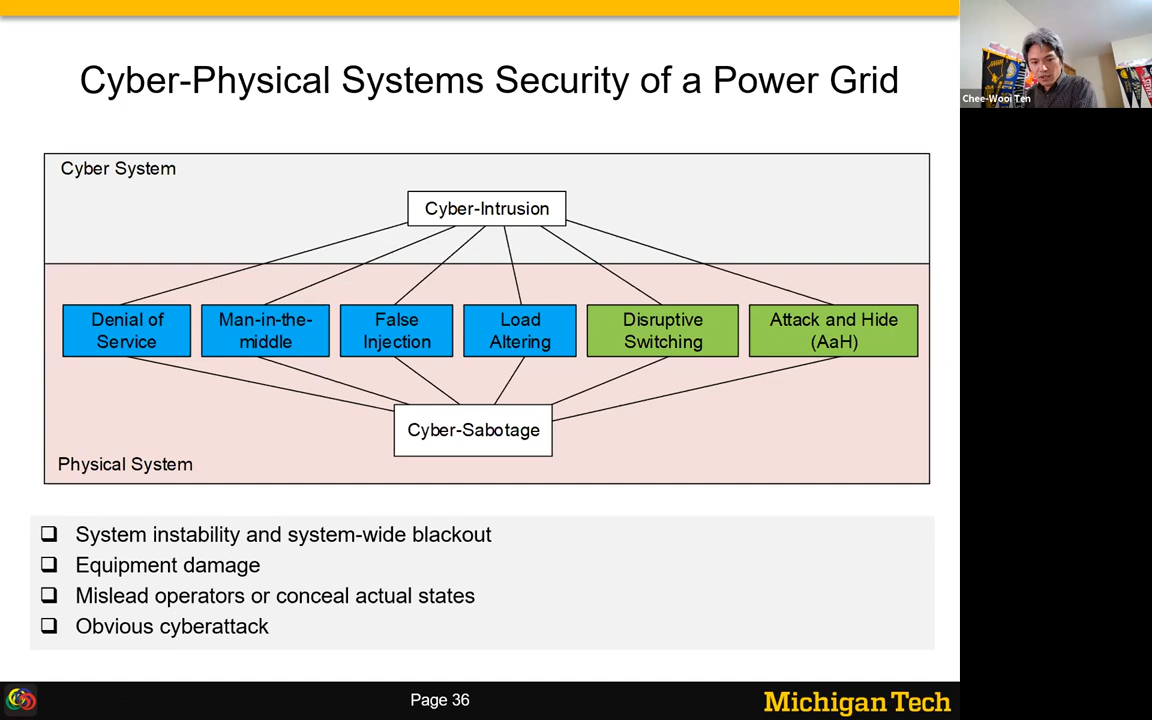 Cyber-Physical Systems Security of a Power Grid
Chee-Wooi Ten
Cyber System
Cyber-Intrusion
Denial of
Service
Man-in-the-
middle
False
Injection
Load
Altering
Disruptive
Switching
Attack and Hide
(AaH)
Cyber-Sabotage
Physical System
System instability and system-wide blackout
Equipment damage
Mislead operators or conceal actual states
Obvious cyberattack
Page 36
Michigan Tech